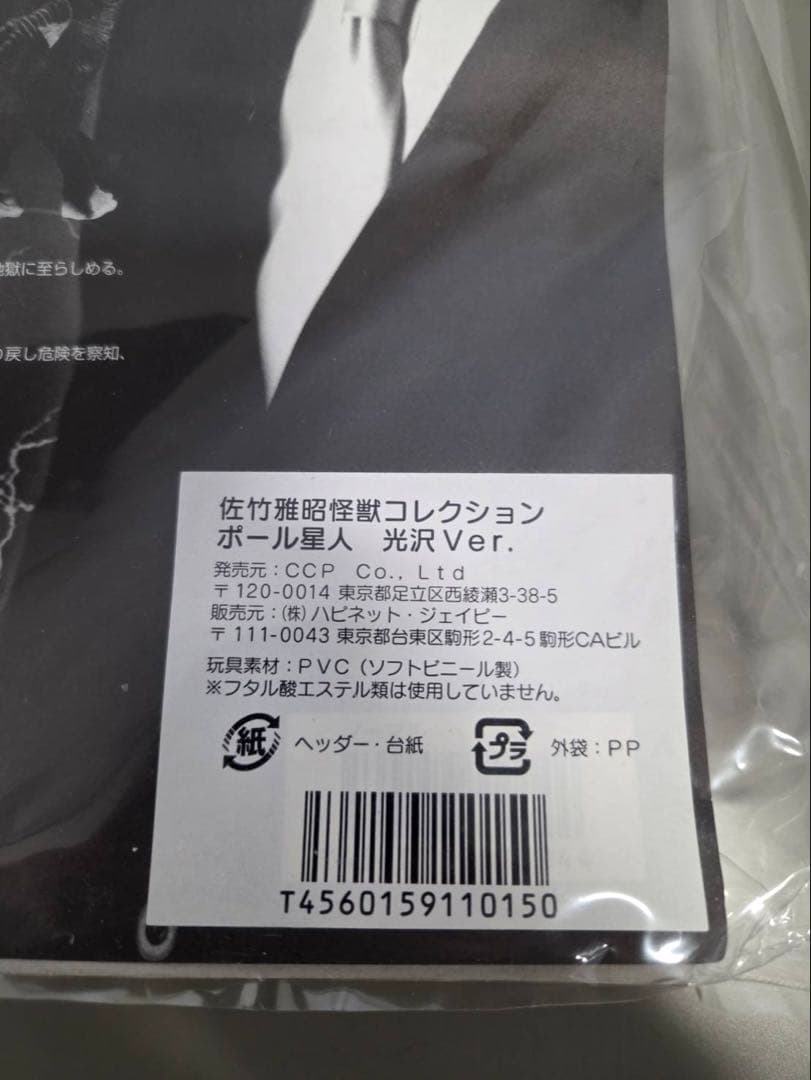 地獄に至らしめる。
り戻し危険を察知、
佐竹雅昭怪獣コレクション
ポール星人　光沢Ver.
発売元：CCP Co., Ltd
〒120-0014 東京都足立区西綾瀬3-38-5
販売元：(株)ハピネット・ジェイピー
〒111-0043 東京都台東区駒形2-4-5駒形CAビル
玩具素材：PVC（ソフトビニール製）
※フタル酸エステル類は使用していません。
紙 ヘッダー・台紙 プラ 外袋：PP
T4560159110150